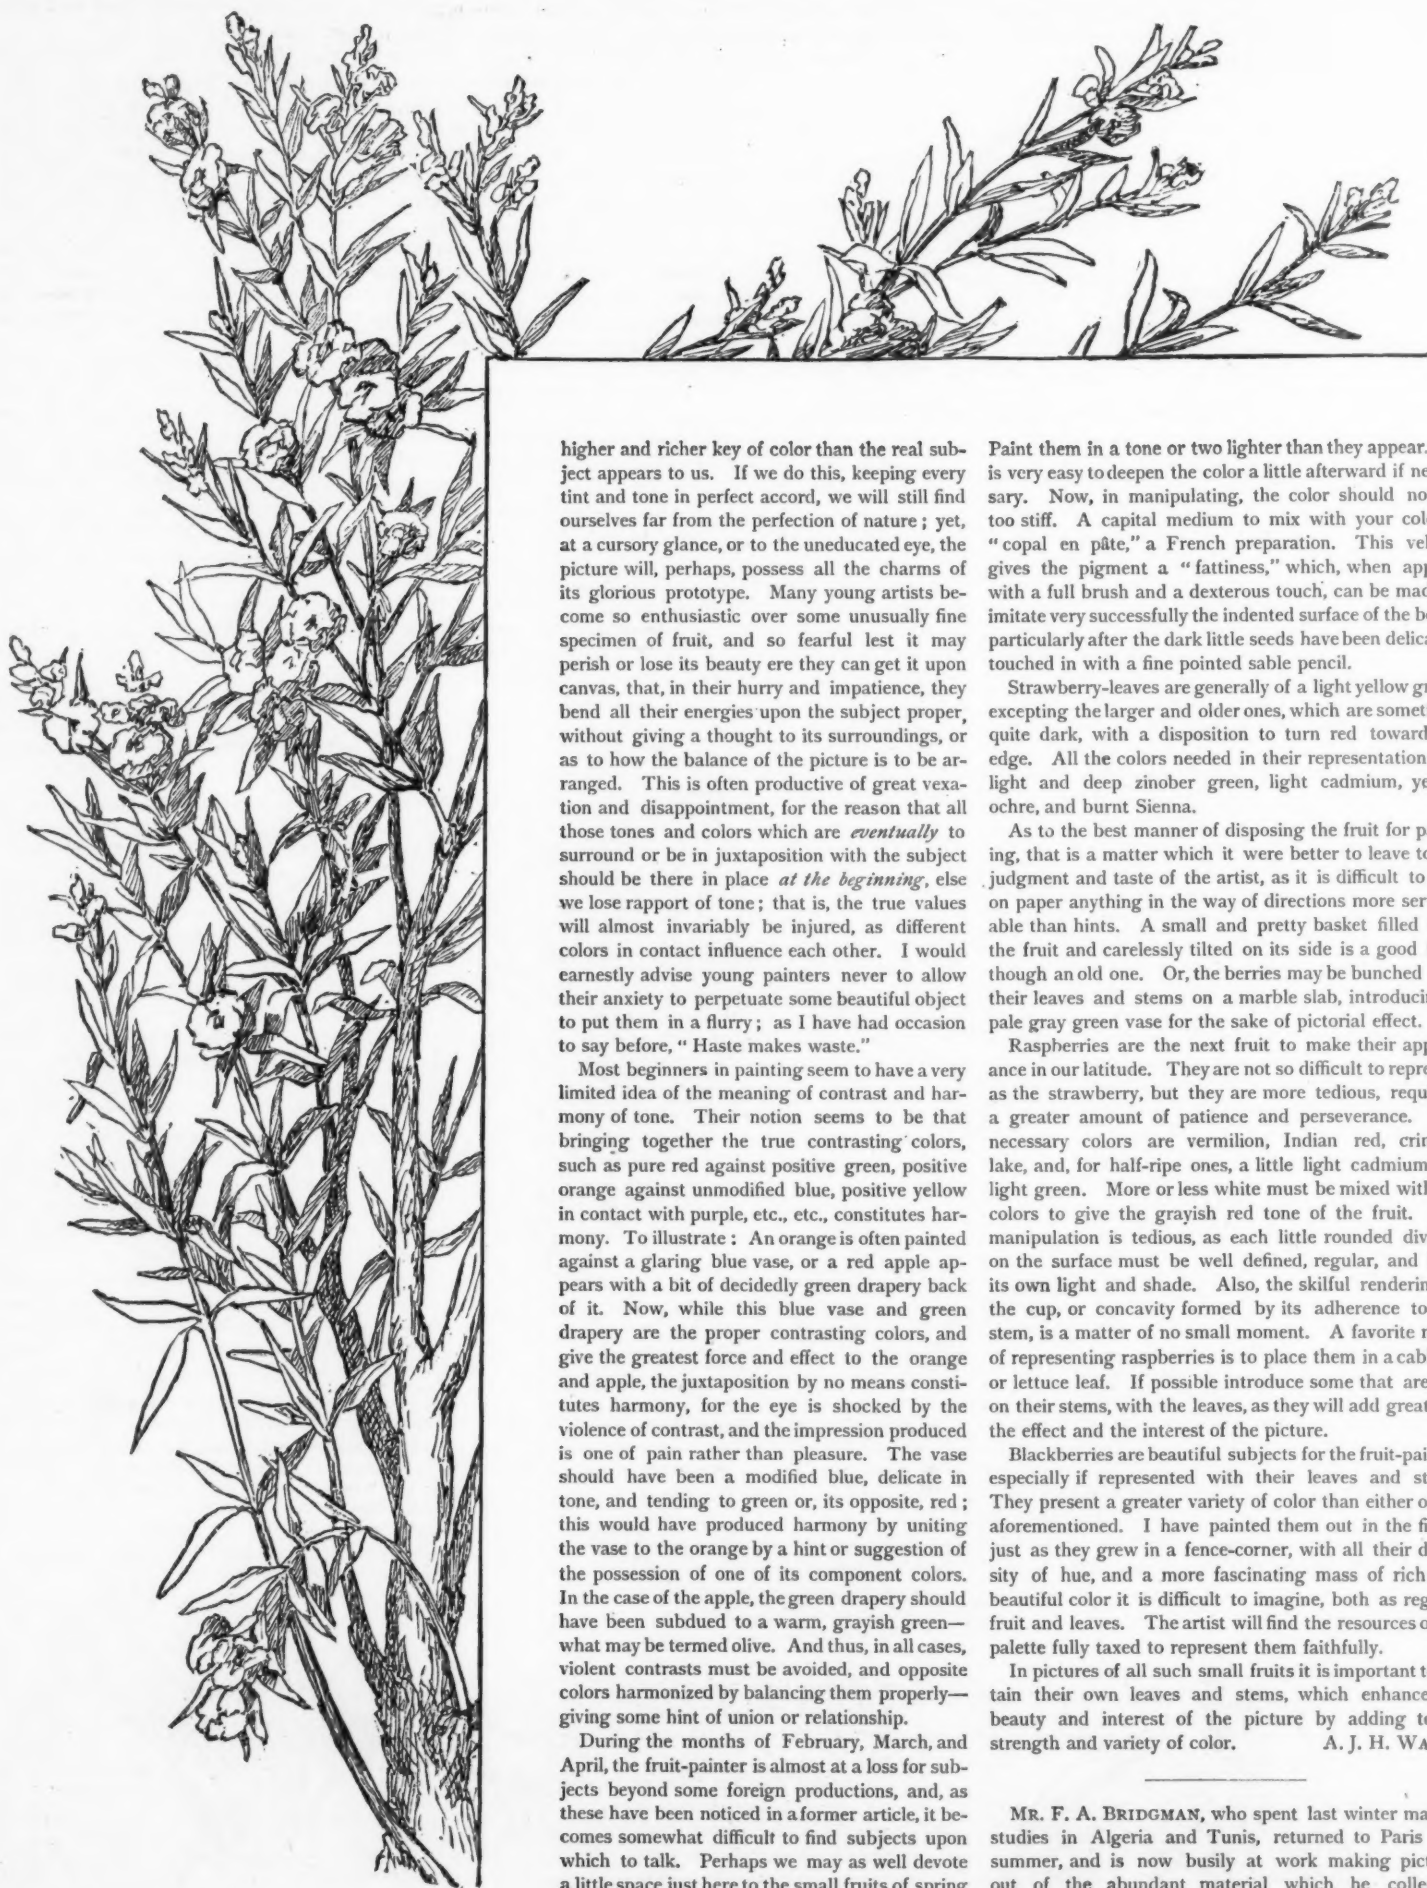 higher and richer key of color than the real sub-
ject appears to us. If we do this, keeping every
tint and tone in perfect accord, we will still find
ourselves far from the perfection of nature; yet,
at a cursory glance, or to the uneducated eye, the
picture will, perhaps, possess all the charms of
its glorious prototype. Many young artists be-
come so enthusiastic over some unusually fine
specimen of fruit, and so fearful lest it may
perish or lose its beauty ere they can get it upon
canvas, that, in their hurry and impatience, they
bend all their energies upon the subject proper,
without giving a thought to its surroundings, or
as to how the balance of the picture is to be ar-
ranged. This is often productive of great vexa-
tion and disappointment, for the reason that all
those tones and colors which are eventually to
surround or be in juxtaposition with the subject
should be there in place at the beginning, else
we lose rapport of tone; that is, the true values
will almost invariably be injured, as different
colors in contact influence each other. I would
earnestly advise young painters never to allow
their anxiety to perpetuate some beautiful object
to put them in a flurry; as I have had occasion
to say before, "Haste makes waste."
Most beginners in painting seem to have a very
limited idea of the meaning of contrast and har-
mony of tone. Their notion seems to be that
bringing together the true contrasting colors,
such as pure red against positive green, positive
orange against unmodified blue, positive yellow
in contact with purple, etc., etc., constitutes har-
mony. To illustrate: An orange is often painted
against a glaring blue vase, or a red apple ap-
pears with a bit of decidedly green drapery back
of it. Now, while this blue vase and green
drapery are the proper contrasting colors, and
give the greatest force and effect to the orange
and apple, the juxtaposition by no means consti-
tutes harmony, for the eye is shocked by the
violence of contrast, and the impression produced
is one of pain rather than pleasure. The vase
should have been a modified blue, delicate in
tone, and tending to green or, its opposite, red;
this would have produced harmony by uniting
the vase to the orange by a hint or suggestion of
the possession of one of its component colors.
In the case of the apple, the green drapery should
have been subdued to a warm, grayish green—
what may be termed olive. And thus, in all cases,
violent contrasts must be avoided, and opposite
colors harmonized by balancing them properly—
giving some hint of union or relationship.
During the months of February, March, and
April, the fruit-painter is almost at a loss for sub-
jects beyond some foreign productions, and, as
these have been noticed in a former article, it be-
comes somewhat difficult to find subjects upon
which to talk. Perhaps we may as well devote
a little space just here to the small fruits of spring
Paint them in a tone or two lighter than they appear.
is very easy to deepen the color a little afterward if ne
sary. Now, in manipulating, the color should no
too stiff. A capital medium to mix with your col
"copal en pâte," a French preparation. This ve
gives the pigment a "fattiness," which, when app
with a full brush and a dexterous touch, can be mad
imitate very successfully the indented surface of the b
particularly after the dark little seeds have been delica
touched in with a fine pointed sable pencil.
Strawberry-leaves are generally of a light yellow gr
excepting the larger and older ones, which are somet
quite dark, with a disposition to turn red toward
edge. All the colors needed in their representation
light and deep zinober green, light cadmium, ye
ochre, and burnt Sienna.
As to the best manner of disposing the fruit for p
ing, that is a matter which it were better to leave to
judgment and taste of the artist, as it is difficult to
on paper anything in the way of directions more ser
able than hints. A small and pretty basket filled
the fruit and carelessly tilted on its side is a good
though an old one. Or, the berries may be bunched
their leaves and stems on a marble slab, introduci
pale gray green vase for the sake of pictorial effect.
Raspberries are the next fruit to make their app
ance in our latitude. They are not so difficult to repre
as the strawberry, but they are more tedious, requ
a greater amount of patience and perseverance.
necessary colors are vermilion, Indian red, crim
lake, and, for half-ripe ones, a little light cadmium
light green. More or less white must be mixed with
colors to give the grayish red tone of the fruit.
manipulation is tedious, as each little rounded div
on the surface must be well defined, regular, and
its own light and shade. Also, the skilful renderin
the cup, or concavity formed by its adherence to
stem, is a matter of no small moment. A favorite m
of representing raspberries is to place them in a cab
or lettuce leaf. If possible introduce some that are
on their stems, with the leaves, as they will add great
the effect and the interest of the picture.
Blackberries are beautiful subjects for the fruit-pai
especially if represented with their leaves and st
They present a greater variety of color than either o
aforementioned. I have painted them out in the fi
just as they grew in a fence-corner, with all their d
sity of hue, and a more fascinating mass of rich
beautiful color it is difficult to imagine, both as reg
fruit and leaves. The artist will find the resources o
palette fully taxed to represent them faithfully.
In pictures of all such small fruits it is important t
tain their own leaves and stems, which enhance
beauty and interest of the picture by adding to
strength and variety of color. A. J. H. WA
MR. F. A. BRIDGMAN, who spent last winter ma
studies in Algeria and Tunis, returned to Paris
summer, and is now busily at work making pict
out of the abundant material which he colle